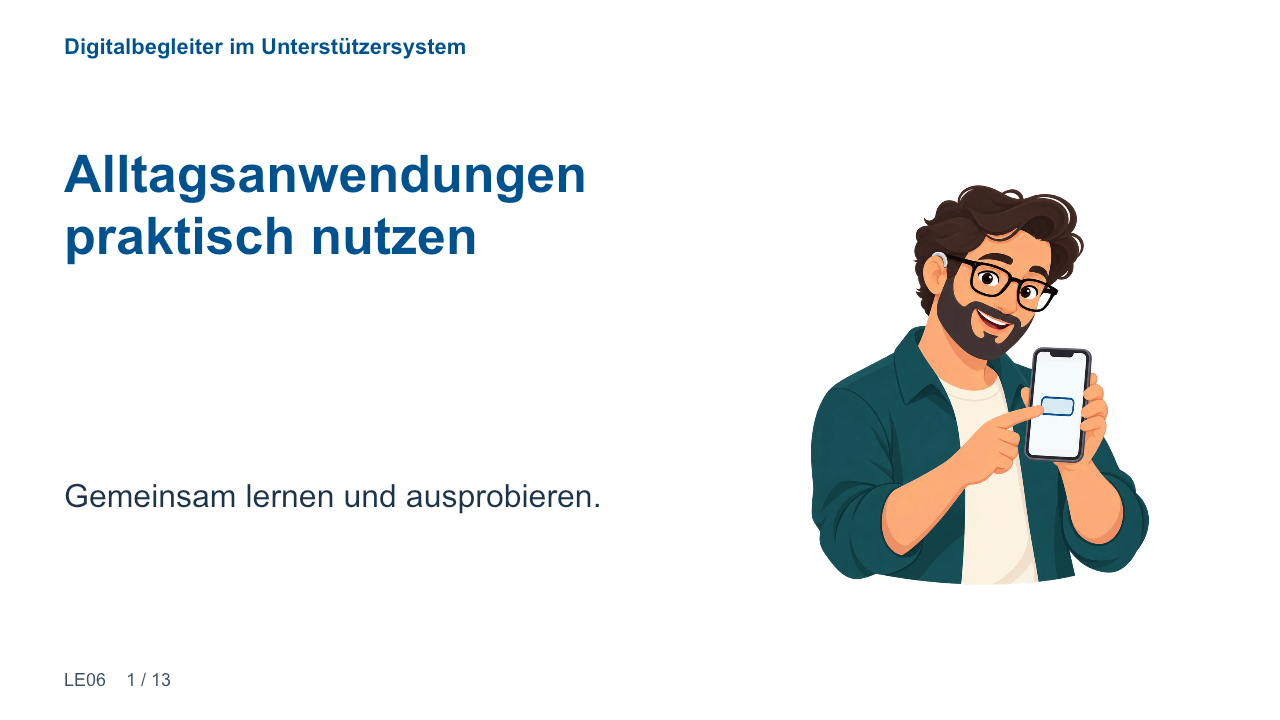 Digitalbegleiter im Unterstützersystem
Alltagsanwendungen
praktisch nutzen
Gemeinsam lernen und ausprobieren.
LE06 1 / 13